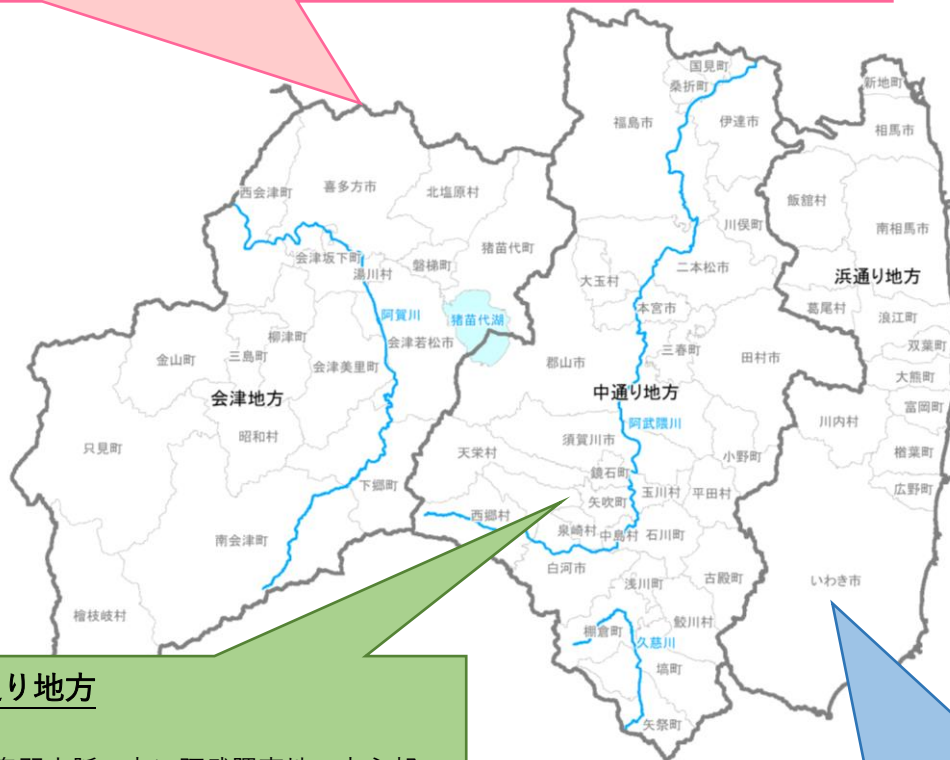 国見町
桑折町
福島市
伊達市
新地町
相馬市
西会津町
喜多方市
北塩原村
飯舘村
川俣町
南相馬市
猪苗代町
会津坂下町
湯川村
磐梯町
二本松市
大玉村
浜通り地方
葛尾村
本宮市
阿賀川
猪苗代湖
浪江町
柳津町
会津若松市
双葉町
三春町
金山町
三島町
会津美里町
郡山市
田村市
大熊町
会津地方
中通り地方
富岡町
阿武隈川
川内村
昭和村
須賀川市
只見町
天栄村
小野町
楢葉町
鏡石町
下郷町
玉川村
平田村
広野町
矢吹町
西郷村
泉崎村
中島村
石川町
南会津町
白河市
浅川町
古殿町
いわき市
檜枝岐村
鮫川村
棚倉町
久慈川
塙町
り地方
矢祭町